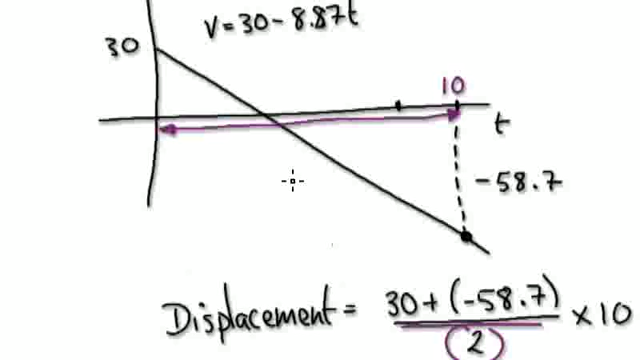 V = 30 - 8.87t
30
10
t
-58.7
Displacement = 30 + (-58.7) / (2) × 10